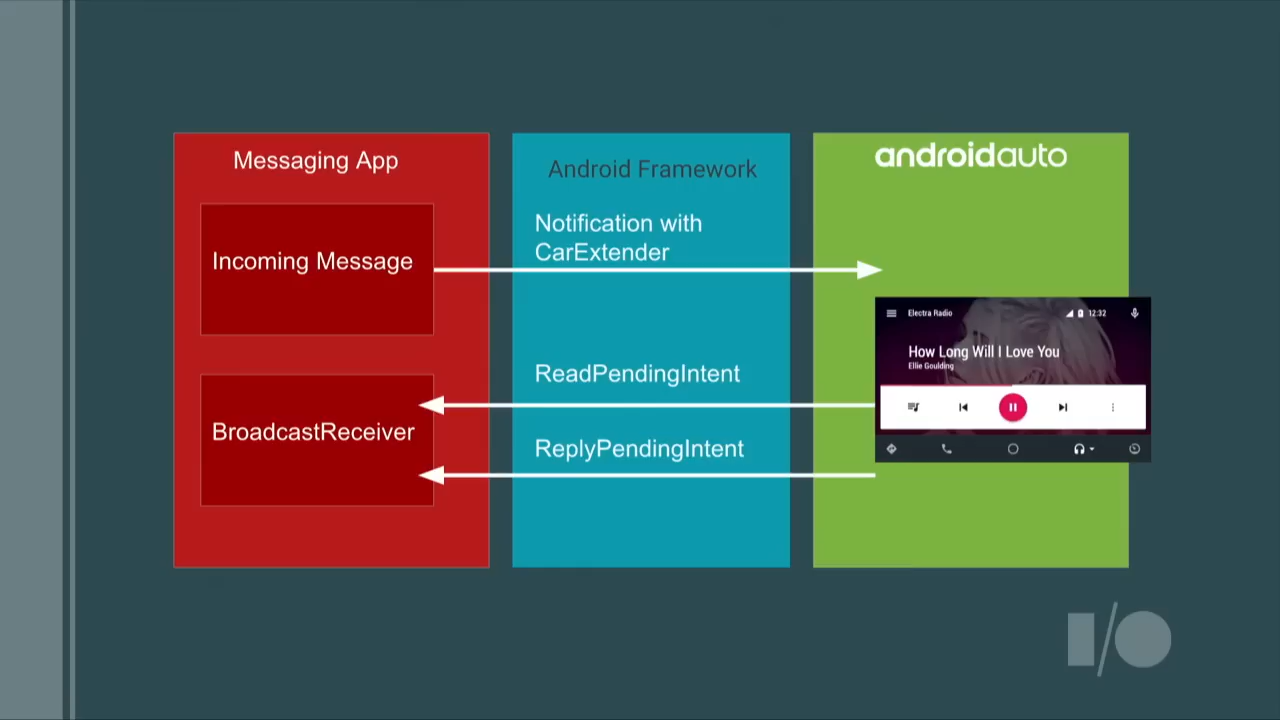 Messaging App
Incoming Message
BroadcastReceiver
Android Framework
Notification with
CarExtender
ReadPendingIntent
ReplyPendingIntent
androidauto
Electra Radio
12:32
How Long Will I Love You
Ellie Goulding
I/O